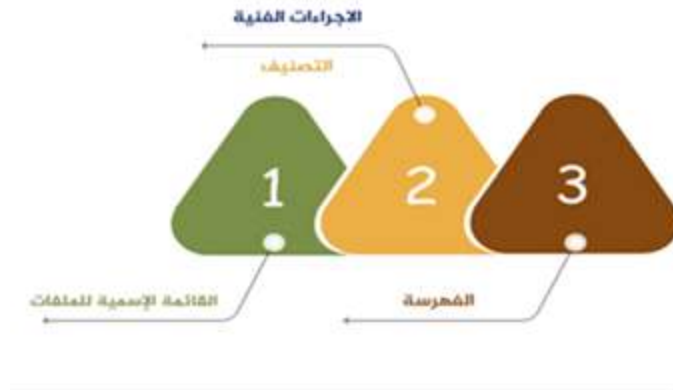 الاجراءات الفنية
التصنيف
1
2
3
القائمة الإسمية للملفات
الفهرسة